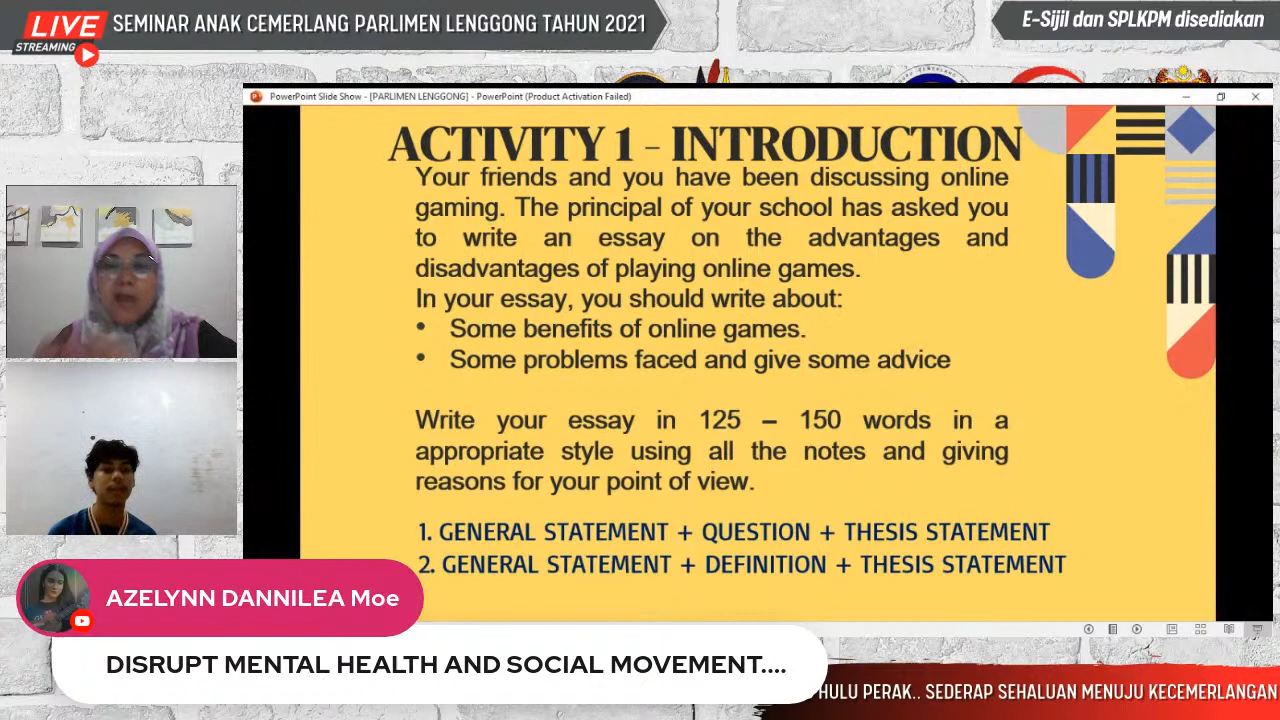 LIVE
STREAMING
SEMINAR ANAK CEMERLANG PARLIMEN LENGGONG TAHUN 2021
E-Sijil dan SPLKPM disediakan
PowerPoint Slide Show - [PARLIMEN LENGGONG] - PowerPoint (Product Activation Failed)
ACTIVITY 1 - INTRODUCTION
Your friends and you have been discussing online
gaming. The principal of your school has asked you
to write an essay on the advantages and
disadvantages of playing online games.
In your essay, you should write about:
• Some benefits of online games.
• Some problems faced and give some advice
Write your essay in 125 – 150 words in a
appropriate style using all the notes and giving
reasons for your point of view.
1. GENERAL STATEMENT + QUESTION + THESIS STATEMENT
2. GENERAL STATEMENT + DEFINITION + THESIS STATEMENT
AZELYNN DANNILEA Moe
DISRUPT MENTAL HEALTH AND SOCIAL MOVEMENT....
HULU PERAK.. SEDERAP SEHALUAN MENUJU KECEMERLANGAN